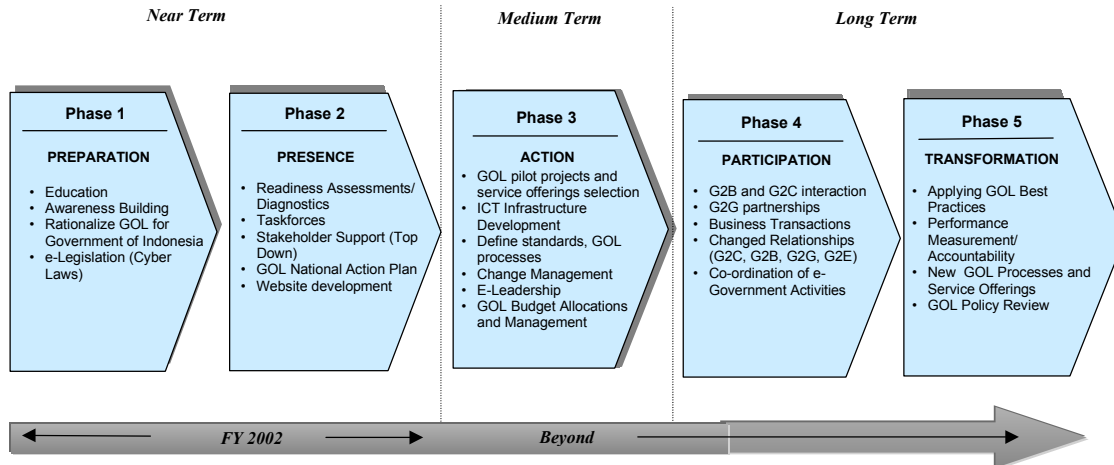 Near Term
Medium Term
Long Term
Phase 1
PREPARATION
• Education
• Awareness Building
• Rationalize GOL for
Government of Indonesia
• e-Legislation (Cyber
Laws)
Phase 2
PRESENCE
• Readiness Assessments/
Diagnostics
• Taskforces
• Stakeholder Support (Top
Down)
• GOL National Action Plan
• Website development
Phase 3
ACTION
• GOL pilot projects and
service offerings selection
• ICT Infrastructure
Development
• Define standards, GOL
processes
• Change Management
• E-Leadership
• GOL Budget Allocations
and Management
Phase 4
PARTICIPATION
• G2B and G2C interaction
• G2G partnerships
• Business Transactions
• Changed Relationships
(G2C, G2B, G2G, G2E)
• Co-ordination of e-
Government Activities
Phase 5
TRANSFORMATION
• Applying GOL Best
Practices
• Performance
Measurement/
Accountability
• New GOL Processes and
Service Offerings
• GOL Policy Review
FY 2002
Beyond